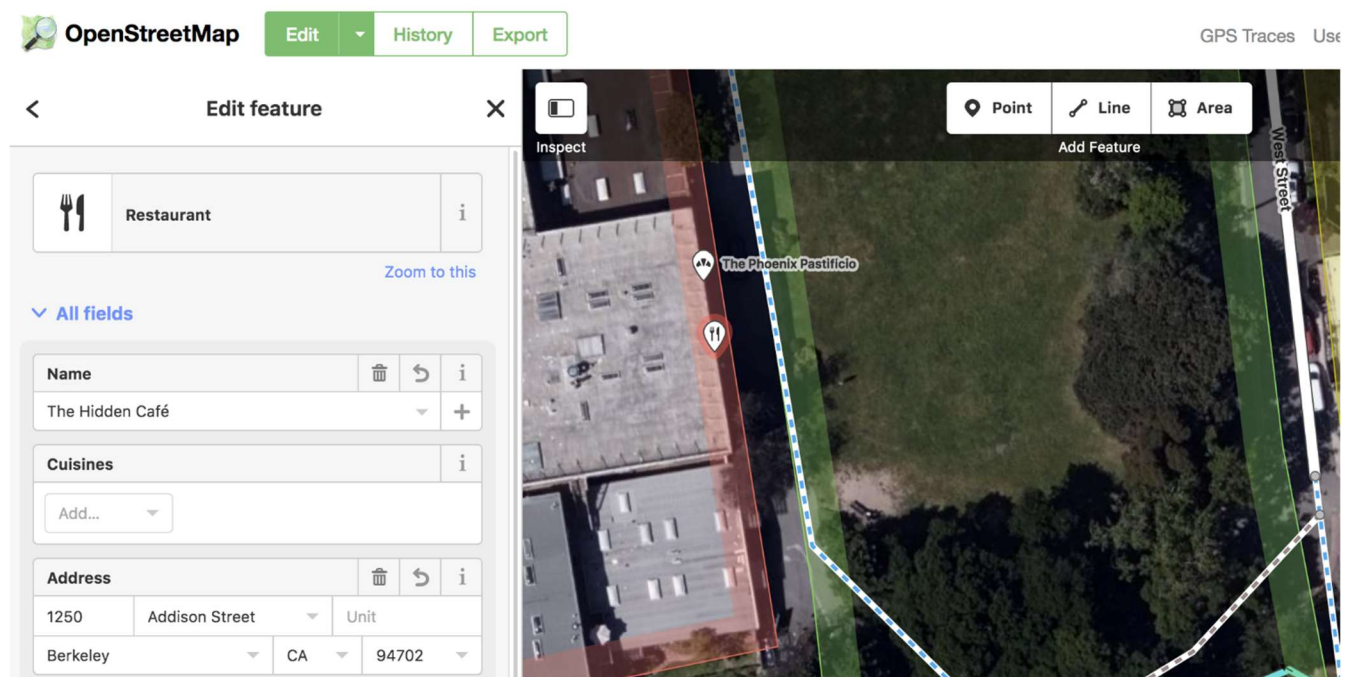 OpenStreetMap
Edit
History
Export
GPS Traces
Edit feature
Inspect
Point
Line
Area
Add Feature
West Street
Restaurant
i
Zoom to this
The Phoenix Pastificio
All fields
Name
i
The Hidden Café
+
Cuisines
i
Add...
Address
i
1250
Addison Street
Unit
Berkeley
CA
94702